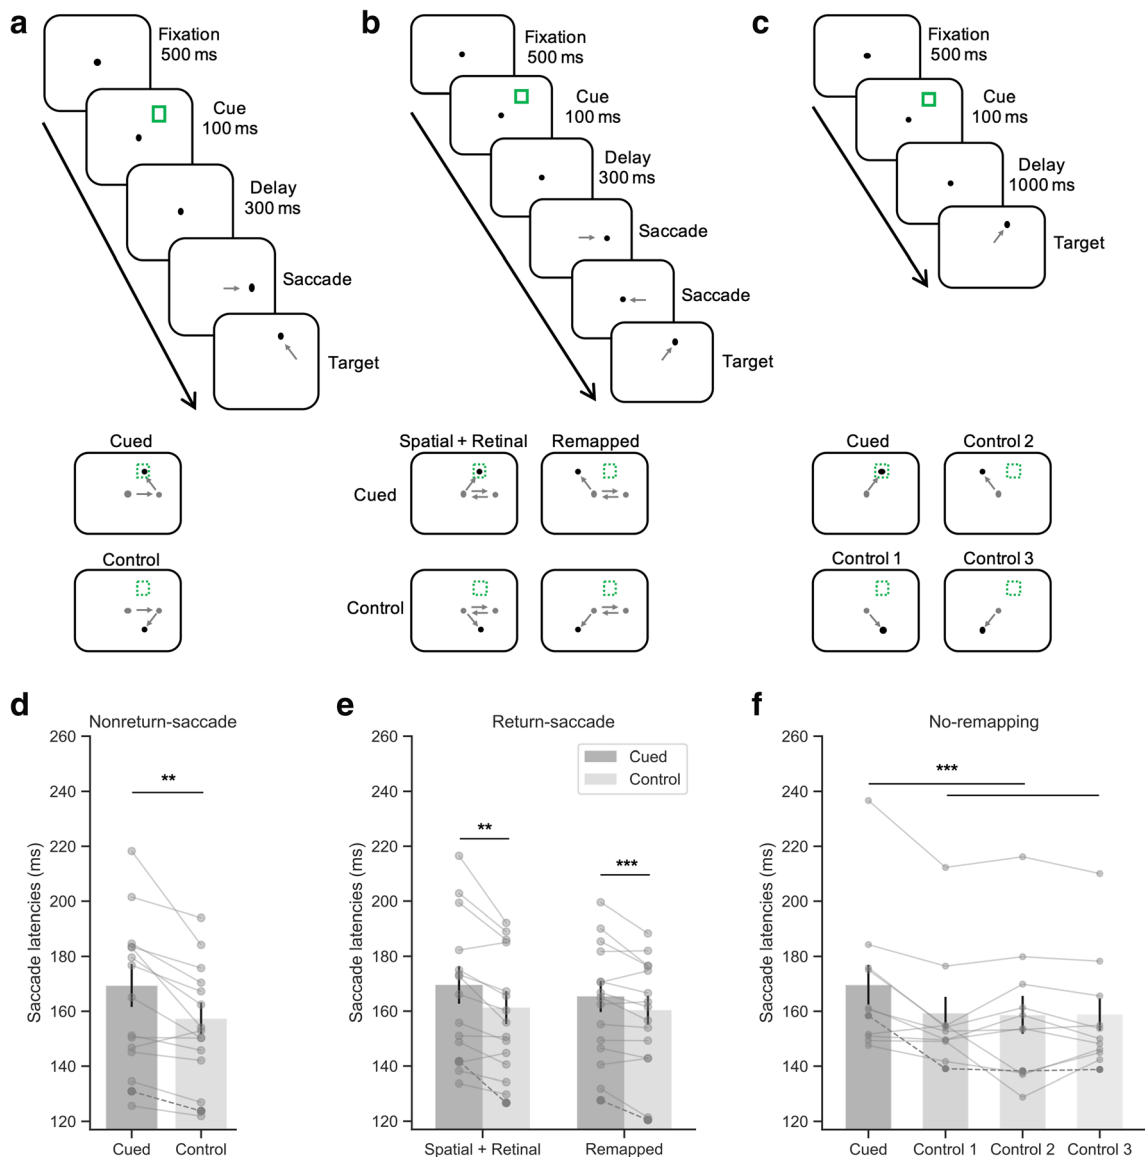 a
Fixation
500 ms
Cue
100 ms
Delay
300 ms
Saccade
Target
Cued
Control
b
Fixation
500 ms
Cue
100 ms
Delay
300 ms
Saccade
Saccade
Target
Spatial + Retinal
Remapped
Cued
Control
c
Fixation
500 ms
Cue
100 ms
Delay
1000 ms
Target
Cued
Control 2
Control 1
Control 3
d
Nonreturn-saccade
Saccade latencies (ms)
260
240
220
200
180
160
140
120
**
Cued
Control
e
Return-saccade
Saccade latencies (ms)
260
240
220
200
180
160
140
120
Cued
Control
**
***
Spatial + Retinal
Remapped
f
No-remapping
Saccade latencies (ms)
260
240
220
200
180
160
140
120
***
Cued
Control 1
Control 2
Control 3